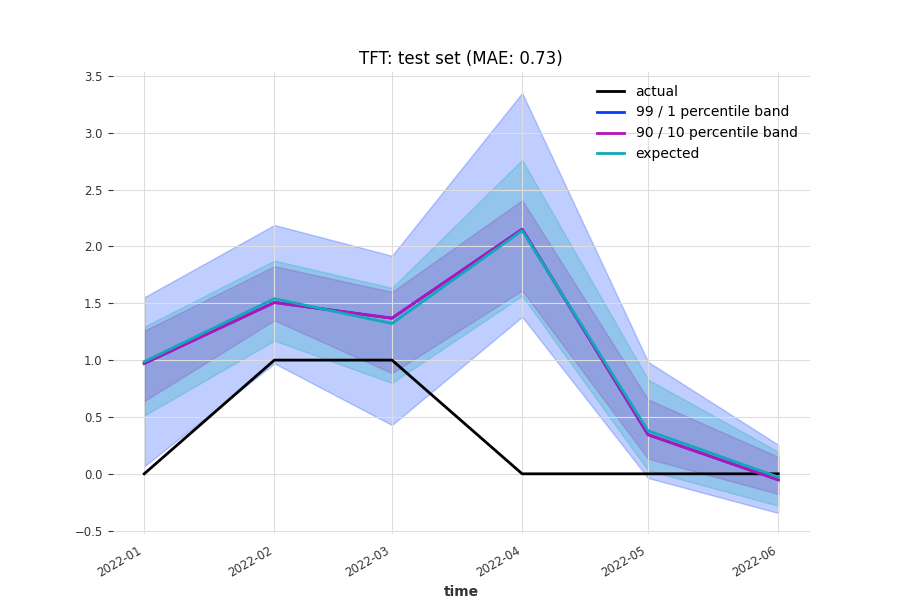 TFT: test set (MAE: 0.73)
actual
99 / 1 percentile band
90 / 10 percentile band
expected
3.5
3.0
2.5
2.0
1.5
1.0
0.5
0.0
−0.5
2022-01
2022-02
2022-03
2022-04
2022-05
2022-06
time